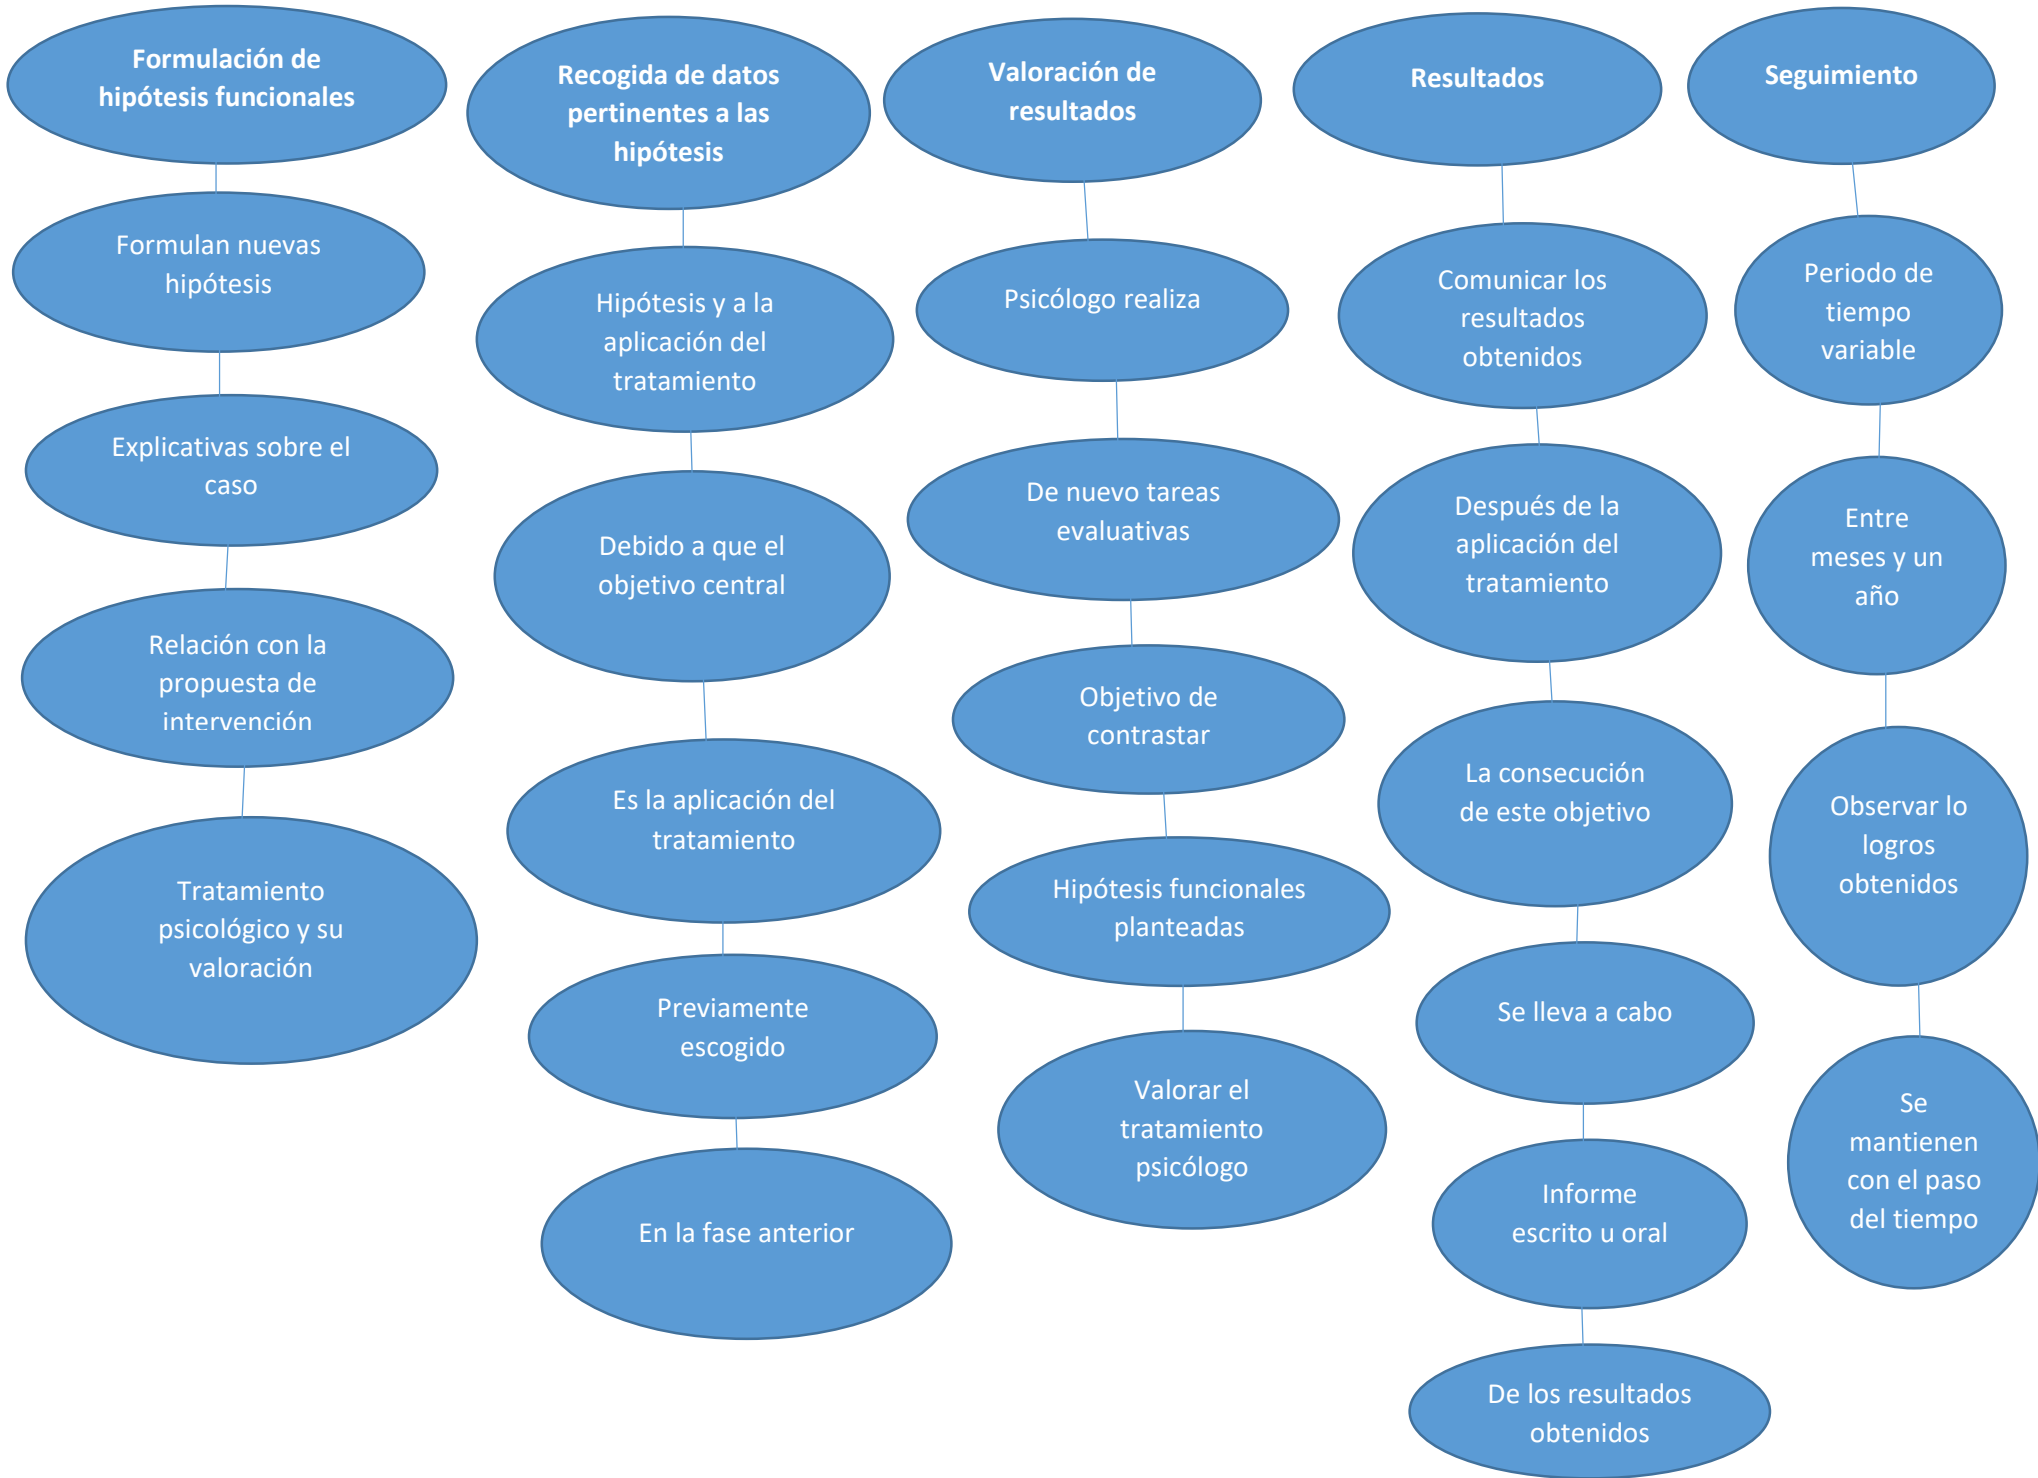 Formulación de
hipótesis funcionales
Formulan nuevas
hipótesis
Explicativas sobre el
caso
Relación con la
propuesta de
intervención
Tratamiento
psicológico y su
valoración
Recogida de datos
pertinentes a las
hipótesis
Hipótesis y a la
aplicación del
tratamiento
Debido a que el
objetivo central
Es la aplicación del
tratamiento
Previamente
escogido
En la fase anterior
Valoración de
resultados
Psicólogo realiza
De nuevo tareas
evaluativas
Objetivo de
contrastar
Hipótesis funcionales
planteadas
Valorar el
tratamiento
psicólogo
Resultados
Comunicar los
resultados
obtenidos
Después de la
aplicación del
tratamiento
La consecución
de este objetivo
Se lleva a cabo
Informe
escrito u oral
De los resultados
obtenidos
Seguimiento
Periodo de
tiempo
variable
Entre
meses y un
año
Observar lo
logros
obtenidos
Se
mantienen
con el paso
del tiempo